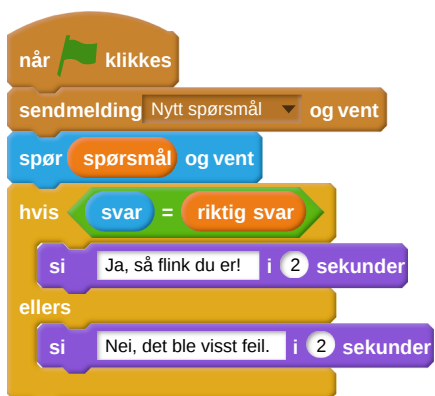 når klikkes
sendmelding Nytt spørsmål og vent
spør spørsmål og vent
hvis svar = riktig svar
si Ja, så flink du er! i 2 sekunder
ellers
si Nei, det ble visst feil. i 2 sekunder